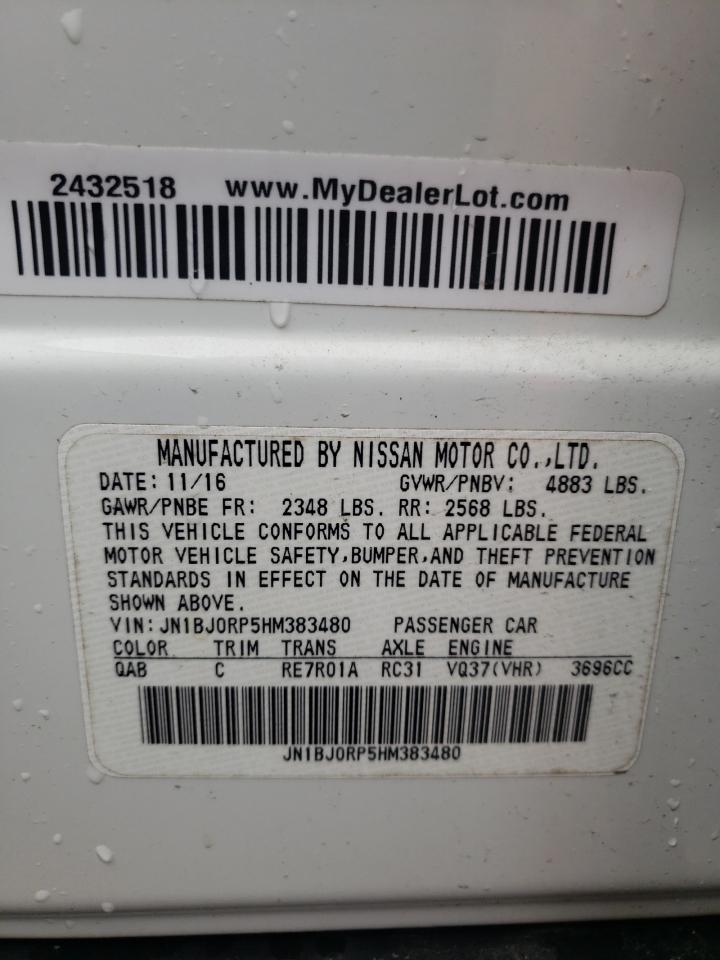 2432518 www.MyDealerLot.com
MANUFACTURED BY NISSAN MOTOR CO.,LTD.
DATE: 11/16 GVWR/PNBV: 4883 LBS.
GAWR/PNBE FR: 2348 LBS. RR: 2568 LBS.
THIS VEHICLE CONFORMS TO ALL APPLICABLE FEDERAL
MOTOR VEHICLE SAFETY,BUMPER,AND THEFT PREVENTION
STANDARDS IN EFFECT ON THE DATE OF MANUFACTURE
SHOWN ABOVE.
VIN: JN1BJ0RP5HM383480 PASSENGER CAR
COLOR TRIM TRANS AXLE ENGINE
QAB C RE7R01A RC31 VQ37(VHR) 3696CC
JN1BJ0RP5HM383480